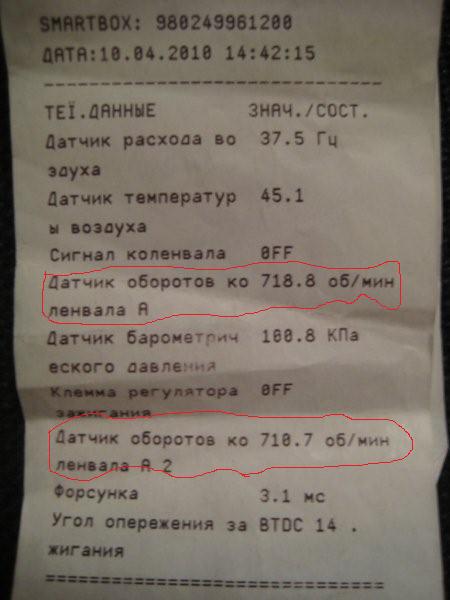 SMARTBOX: 980249961200
ДАТА:10.04.2010 14:42:15
--------------------------------
ТЕЇ.ДАННЫЕ ЗНАЧ./СОСТ.
Датчик расхода во 37.5 Гц
здуха
Датчик температур 45.1
ы воздуха
Сигнал коленвала OFF
Датчик оборотов ко 718.8 об/мин
ленвала A
Датчик барометрич 100.8 КПа
еского давления
Клемма регулятора OFF
зажигания
Датчик оборотов ко 710.7 об/мин
ленвала A 2
Форсунка 3.1 мс
Угол опережения за BTDC 14 .
жигания
================================